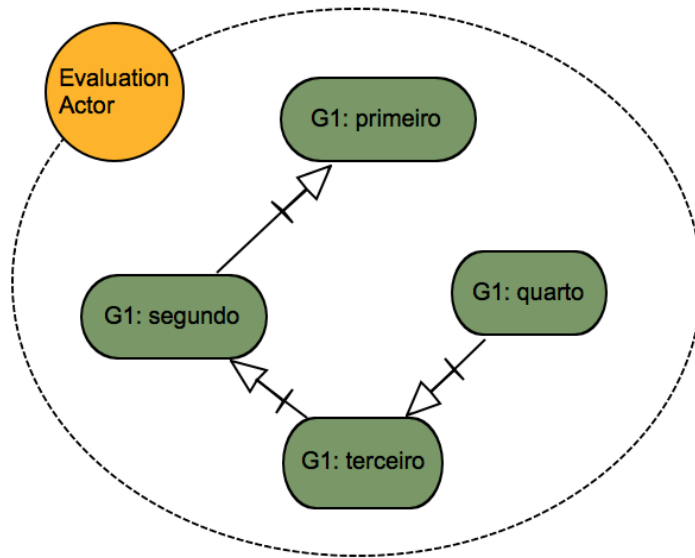 Evaluation
Actor
G1: primeiro
G1: quarto
G1: segundo
G1: terceiro